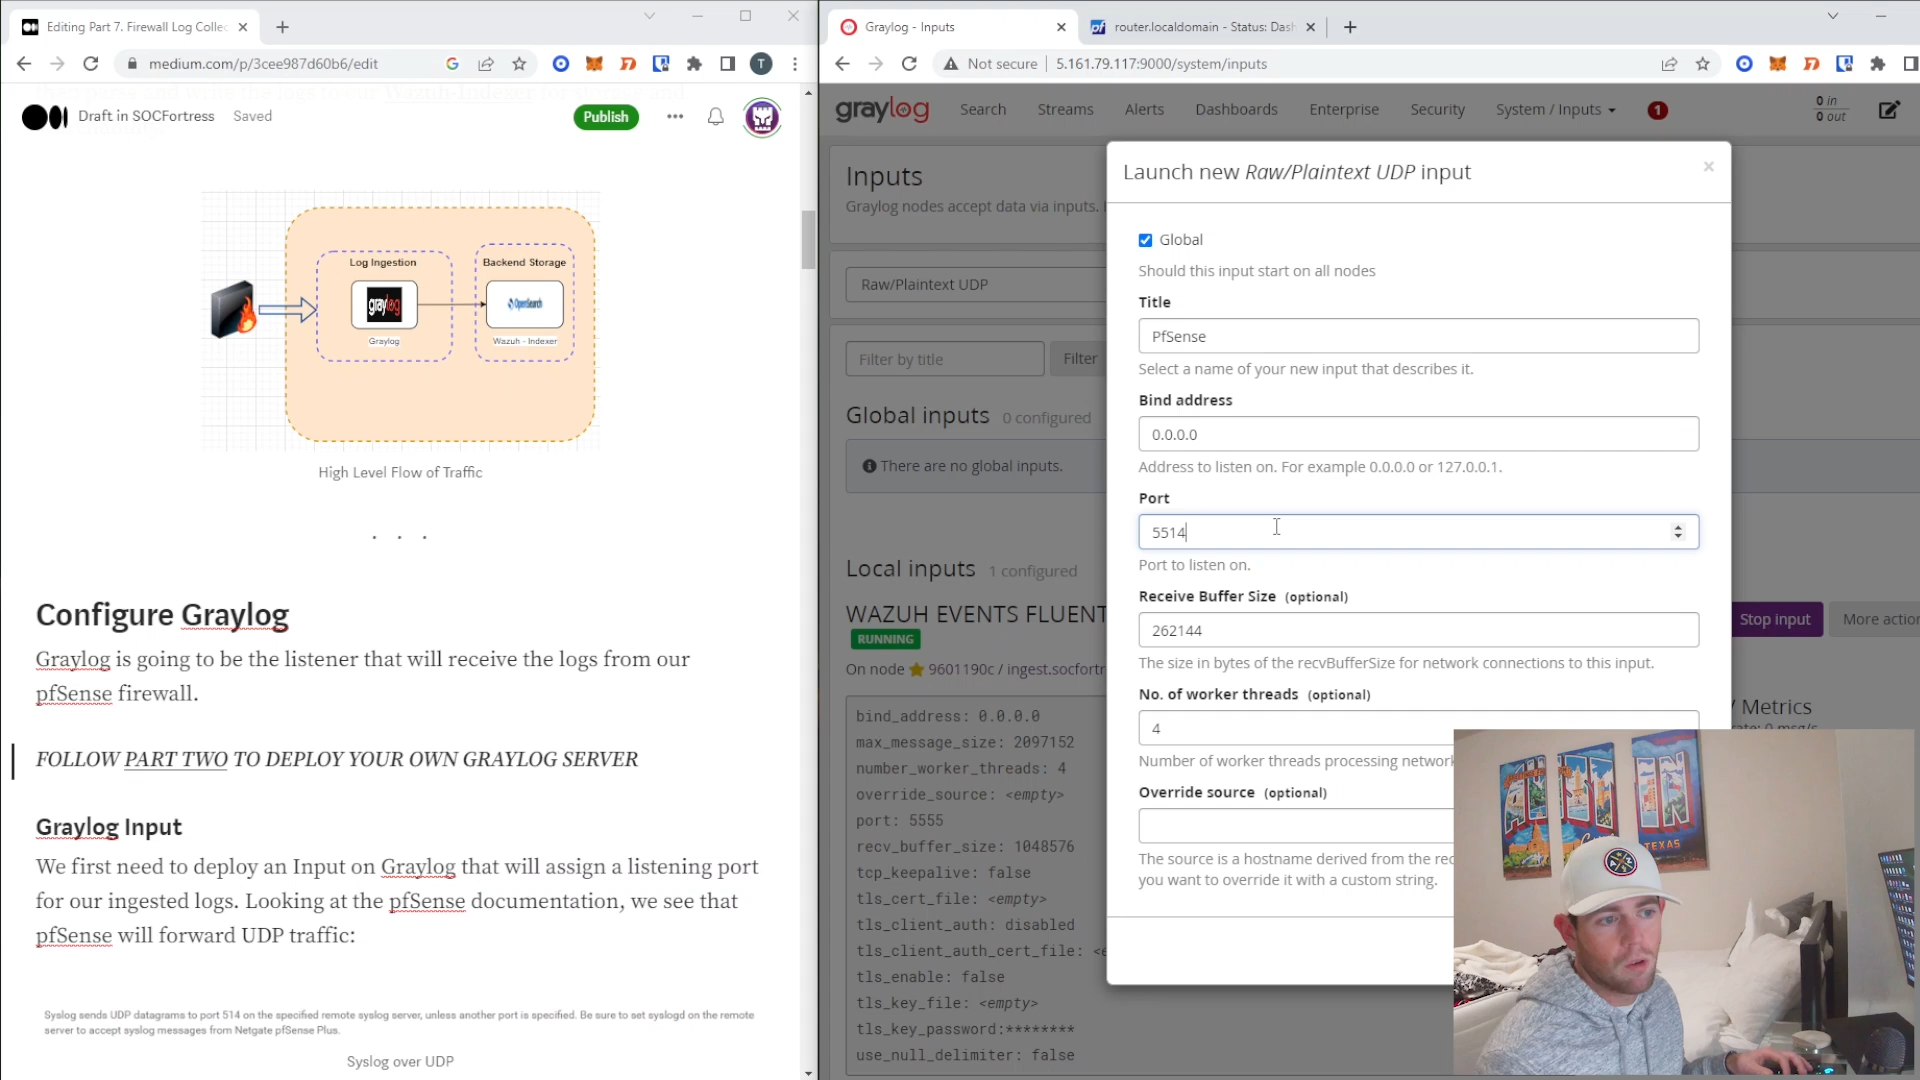 Editing Part 7. Firewall Log Collec
medium.com/p/3cee987d60b6/edit
T
Draft in SOCFortress Saved
Publish
Log Ingestion
Backend Storage
graylog
OpenSearch
Graylog
Wazuh - Indexer
High Level Flow of Traffic
. . .
Configure Graylog
Graylog is going to be the listener that will receive the logs from our
pfSense firewall.
FOLLOW PART TWO TO DEPLOY YOUR OWN GRAYLOG SERVER
Graylog Input
We first need to deploy an Input on Graylog that will assign a listening port
for our ingested logs. Looking at the pfSense documentation, we see that
pfSense will forward UDP traffic:
Syslog sends UDP datagrams to port 514 on the specified remote syslog server, unless another port is specified. Be sure to set syslogd on the remote
server to accept syslog messages from Netgate pfSense Plus.
Syslog over UDP
Graylog - Inputs
pf router.localdomain - Status: Dash
Not secure 5.161.79.117:9000/system/inputs
graylog Search Streams Alerts Dashboards Enterprise Security System / Inputs 1
0 in
0 out
Inputs
Graylog nodes accept data via inputs.
Raw/Plaintext UDP
Filter by title Filter
Global inputs 0 configured
There are no global inputs.
Local inputs 1 configured
WAZUH EVENTS FLUENT
RUNNING
On node 9601190c / ingest.socfortr
bind_address: 0.0.0.0
max_message_size: 2097152
number_worker_threads: 4
override_source: <empty>
port: 5555
recv_buffer_size: 1048576
tcp_keepalive: false
tls_cert_file: <empty>
tls_client_auth: disabled
tls_client_auth_cert_file: <e
tls_enable: false
tls_key_file: <empty>
tls_key_password:********
use_null_delimiter: false
Launch new Raw/Plaintext UDP input
×
Global
Should this input start on all nodes
Title
PfSense
Select a name of your new input that describes it.
Bind address
0.0.0.0
Address to listen on. For example 0.0.0.0 or 127.0.0.1.
Port
5514
Port to listen on.
Receive Buffer Size (optional)
262144
The size in bytes of the recvBufferSize for network connections to this input.
No. of worker threads (optional)
4
Number of worker threads processing network
Override source (optional)
The source is a hostname derived from the rec
you want to override it with a custom string.
Stop input
More action
/ Metrics
AUSTIN
TEXAS